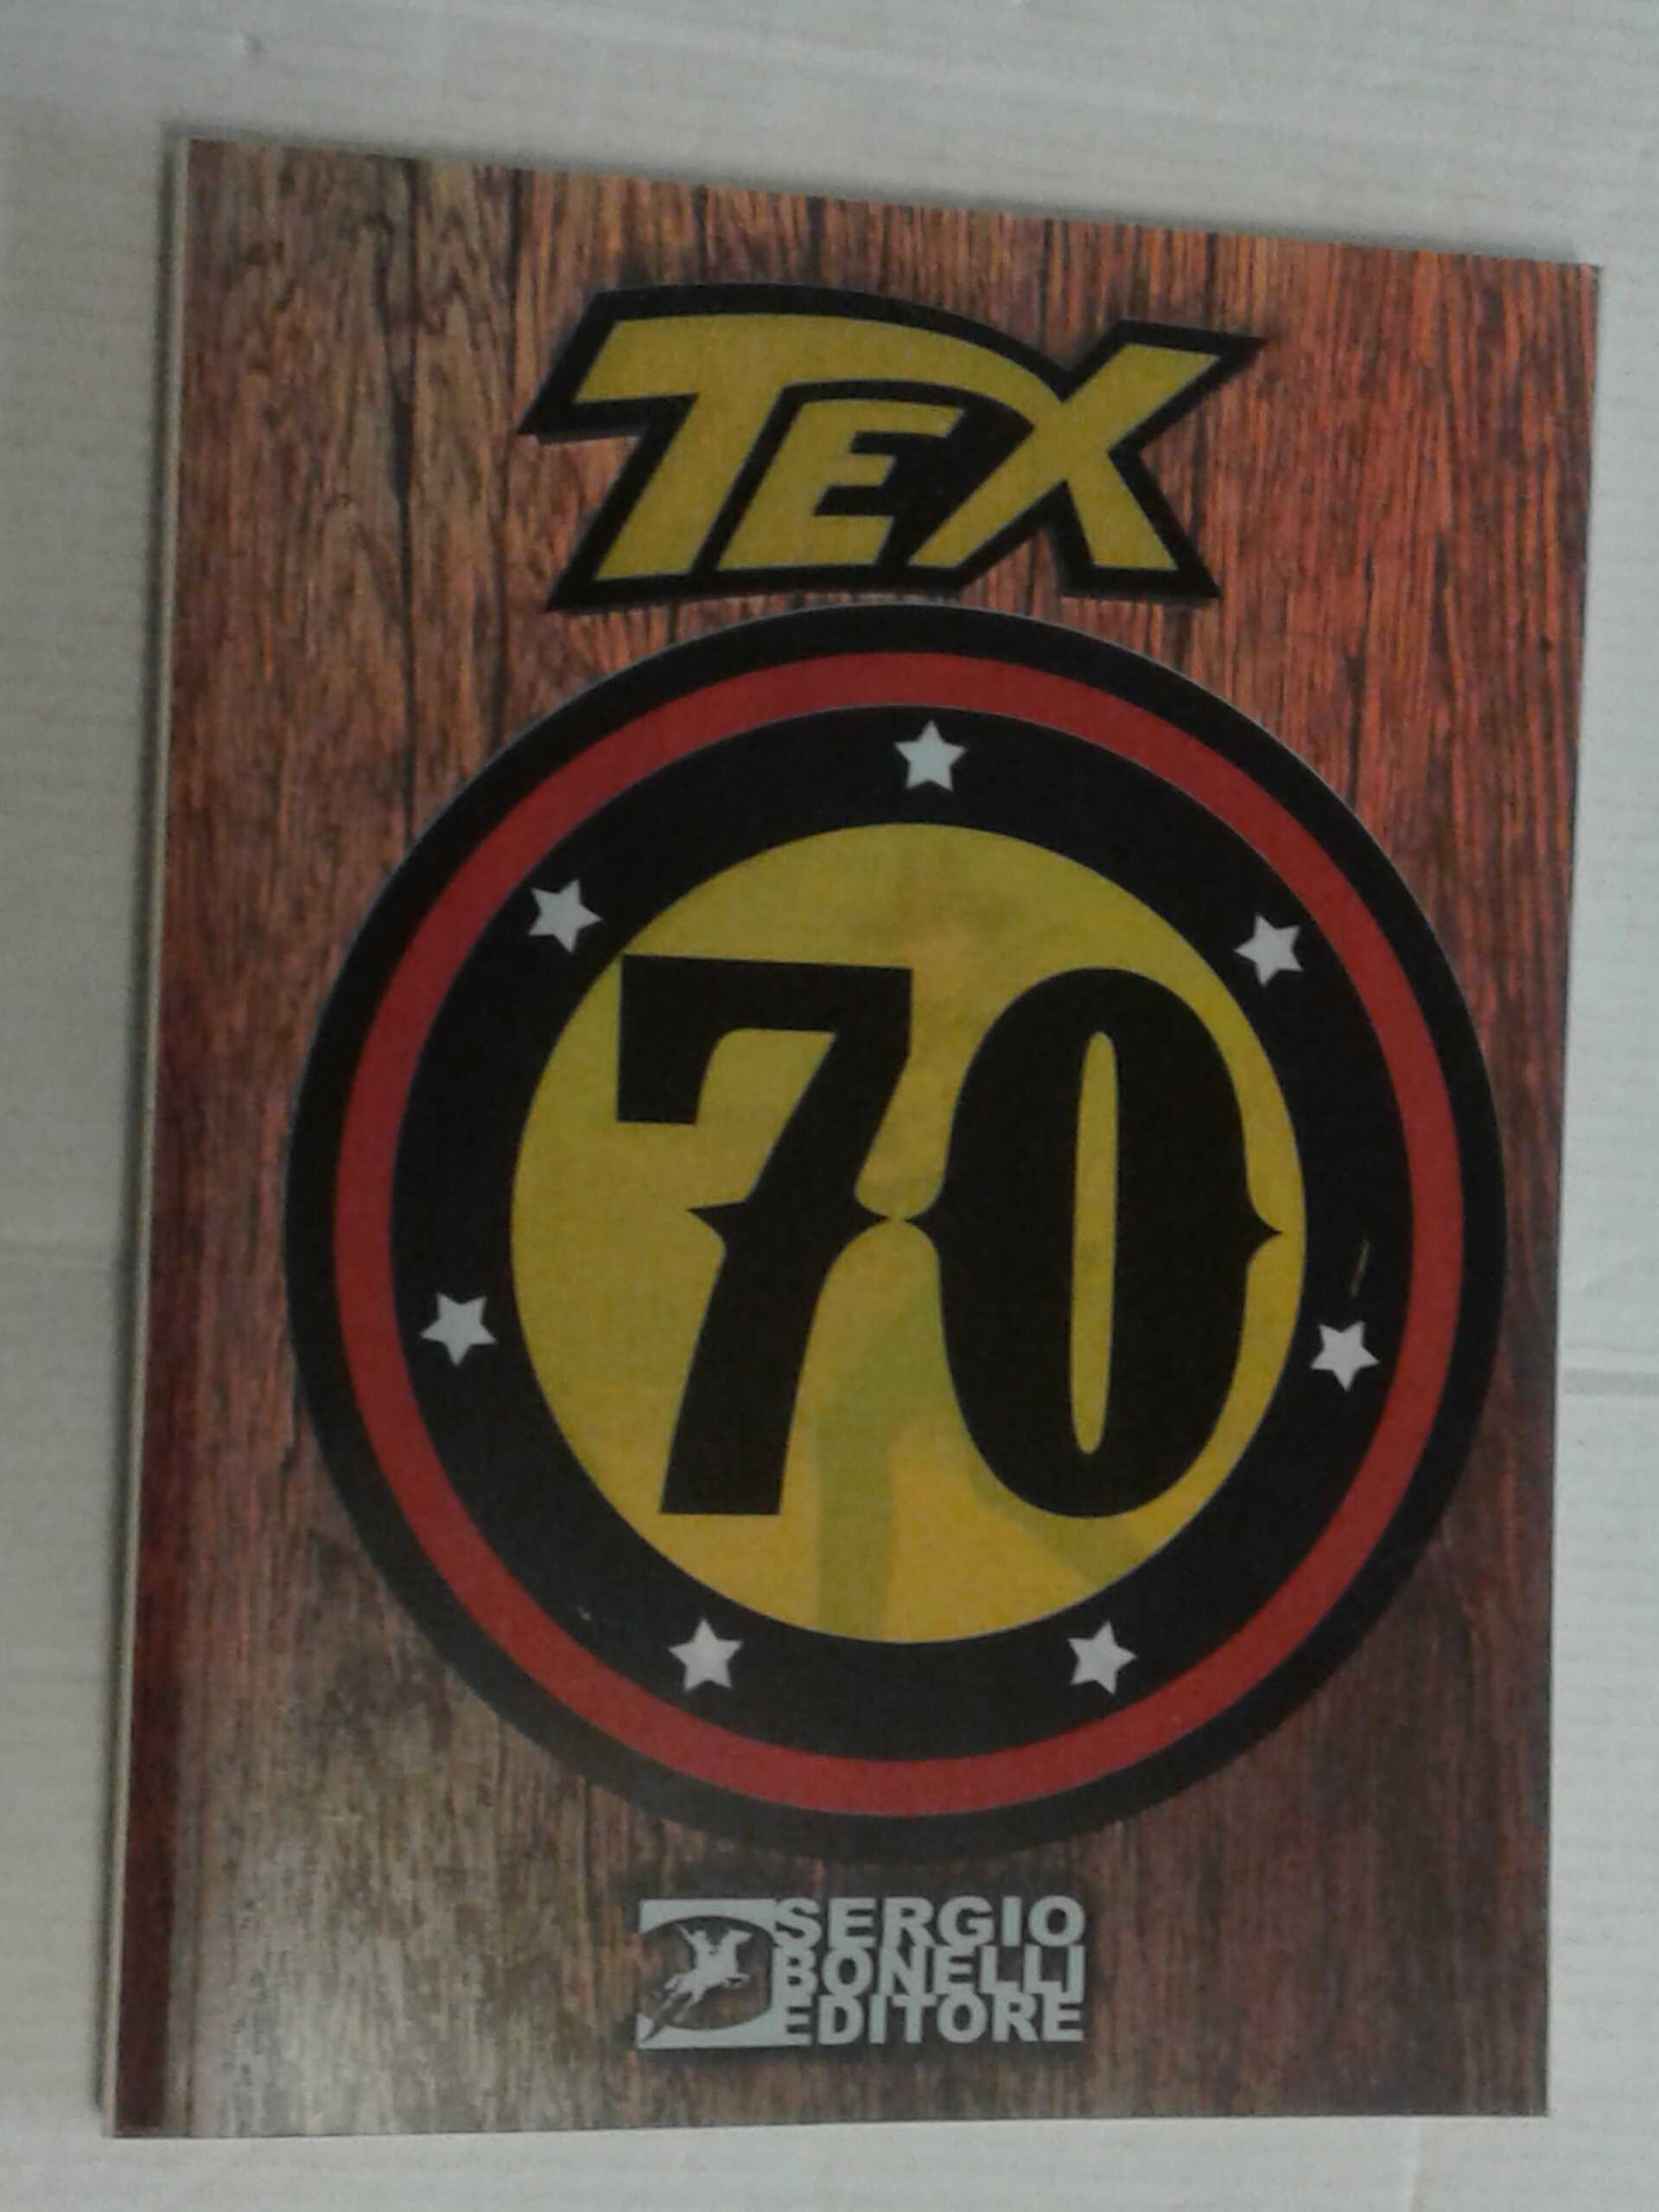 TEX
70
SERGIO
BONELLI
EDITORE